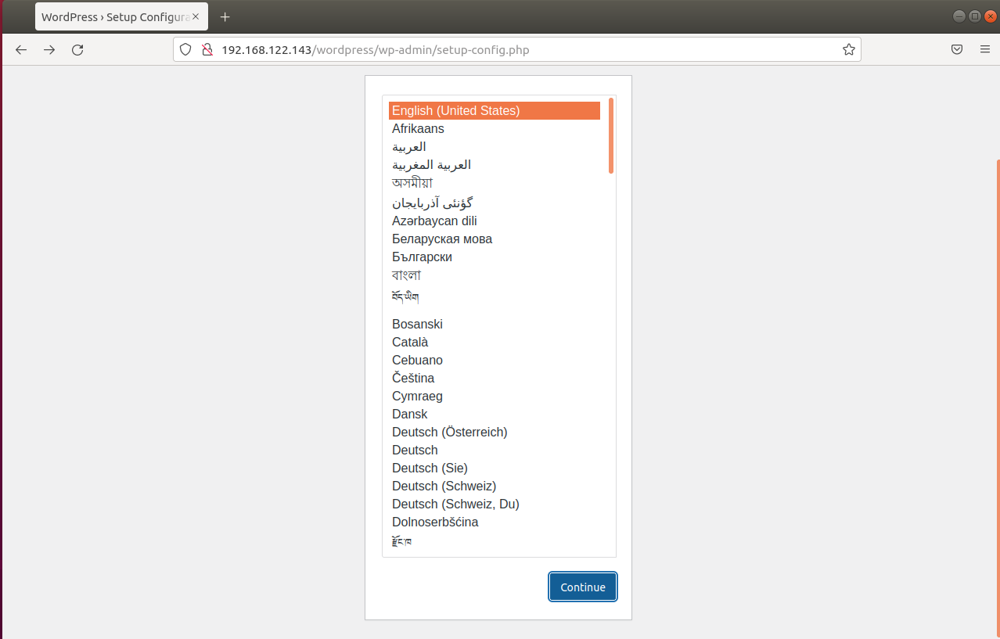 WordPress › Setup Configura
192.168.122.143/wordpress/wp-admin/setup-config.php
English (United States)
Afrikaans
العربية
العربية المغربية
অসমীয়া
گؤنئی آذربایجان
Azərbaycan dili
Беларуская мова
Български
বাংলা
བོད་ཡིག
Bosanski
Català
Cebuano
Čeština
Cymraeg
Dansk
Deutsch (Österreich)
Deutsch
Deutsch (Sie)
Deutsch (Schweiz)
Deutsch (Schweiz, Du)
Dolnoserbšćina
རྫོང་ཁ
Continue